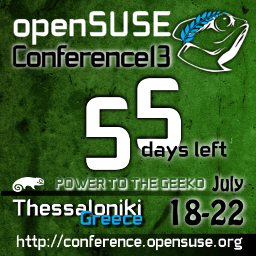 openSUSE
Conference13
55
days left
POWER TO THE GEEKO July
Thessaloniki 18-22
Greece
http://conference.opensuse.org